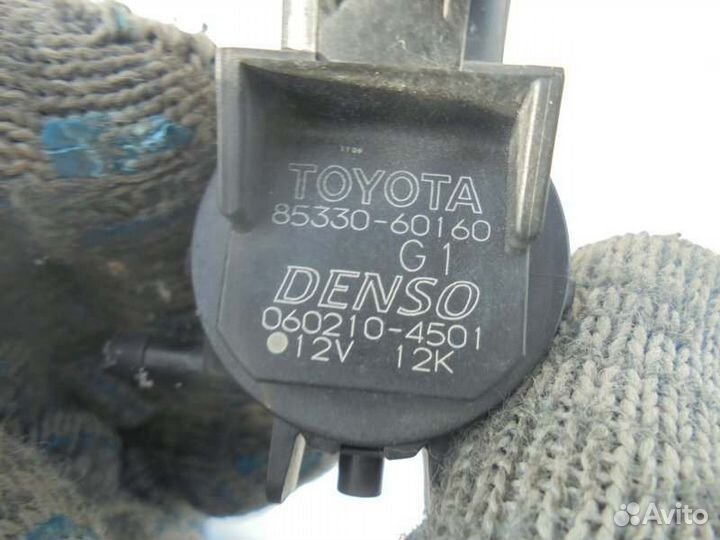 TOYOTA
85330-60160
G1
DENSO
060210-4501
12V 12K
Avito